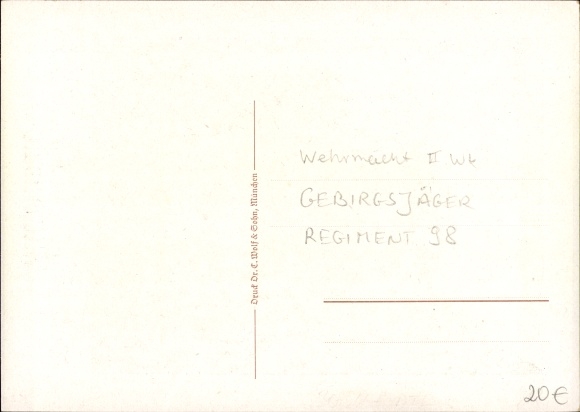 Wehrmacht II Wk
GEBIRGSJÄGER
REGIMENT 98
Druck Dr. C. Wolf & Sohn, München
20 €